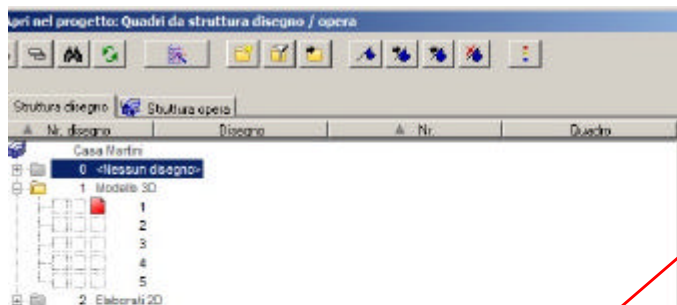 Apri nel progetto: Quadri da struttura disegno / opera
Struttura disegno Struttura opera
Nr. disegno Disegno Nr. Quadro
Casa Martini
0 <Nessun disegno>
1 Modello 3D
1
2
3
4
5
2 Elaborati 2D